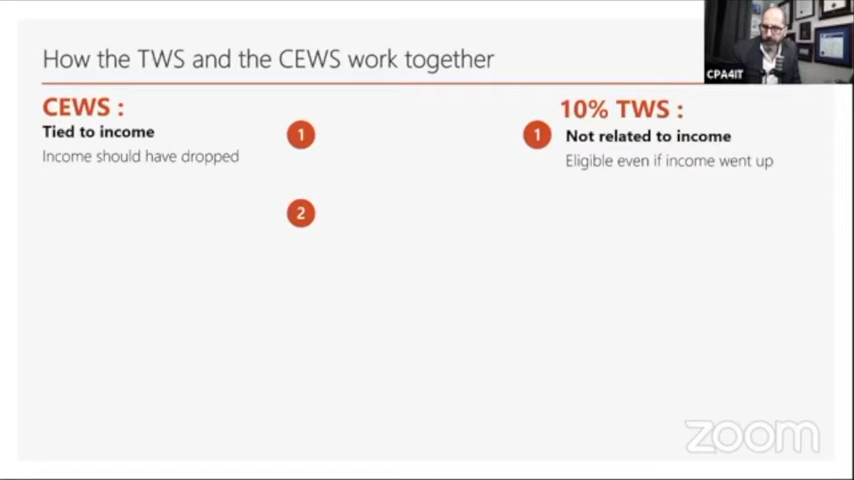 How the TWS and the CEWS work together
CPA4IT
CEWS :
Tied to income
Income should have dropped
1
2
10% TWS :
1
Not related to income
Eligible even if income went up
zoom